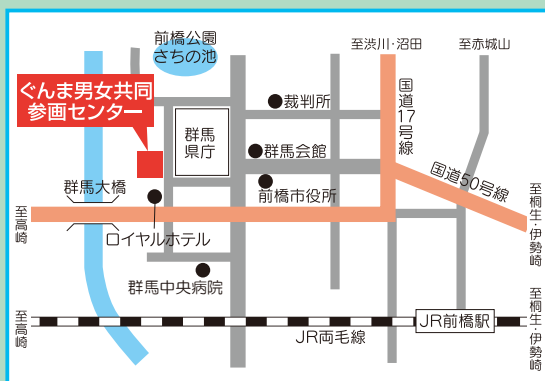 前橋公園
さちの池
至渋川・沼田
至赤城山
ぐんま男女共同
参画センター
国道17号線
裁判所
群馬
県庁
群馬会館
国道50号線
群馬大橋
前橋市役所
至桐生・伊勢崎
至高崎
ロイヤルホテル
群馬中央病院
至高崎
JR前橋駅
至桐生・伊勢崎
JR両毛線